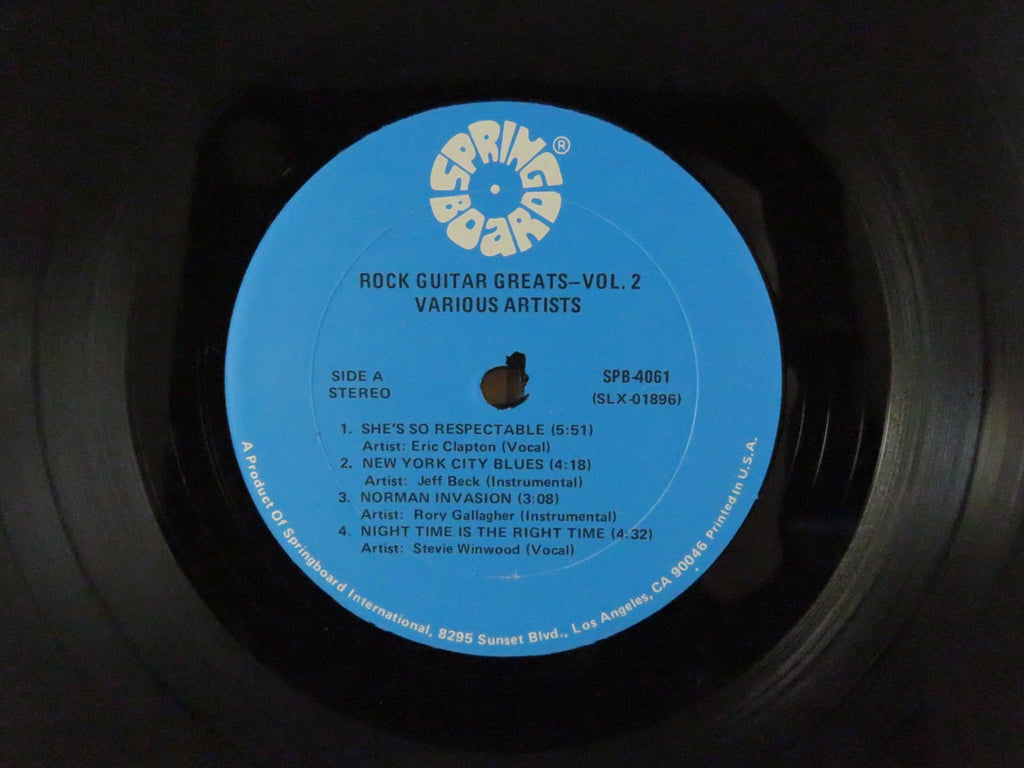 SPRING
BOARD
®
ROCK GUITAR GREATS–VOL. 2
VARIOUS ARTISTS
SIDE A
STEREO
SPB-4061
(SLX-01896)
1. SHE'S SO RESPECTABLE (5:51)
Artist: Eric Clapton (Vocal)
2. NEW YORK CITY BLUES (4:18)
Artist: Jeff Beck (Instrumental)
3. NORMAN INVASION (3:08)
Artist: Rory Gallagher (Instrumental)
4. NIGHT TIME IS THE RIGHT TIME (4:32)
Artist: Stevie Winwood (Vocal)
A Product Of Springboard International, 8295 Sunset Blvd., Los Angeles, CA 90046 Printed in U.S.A.